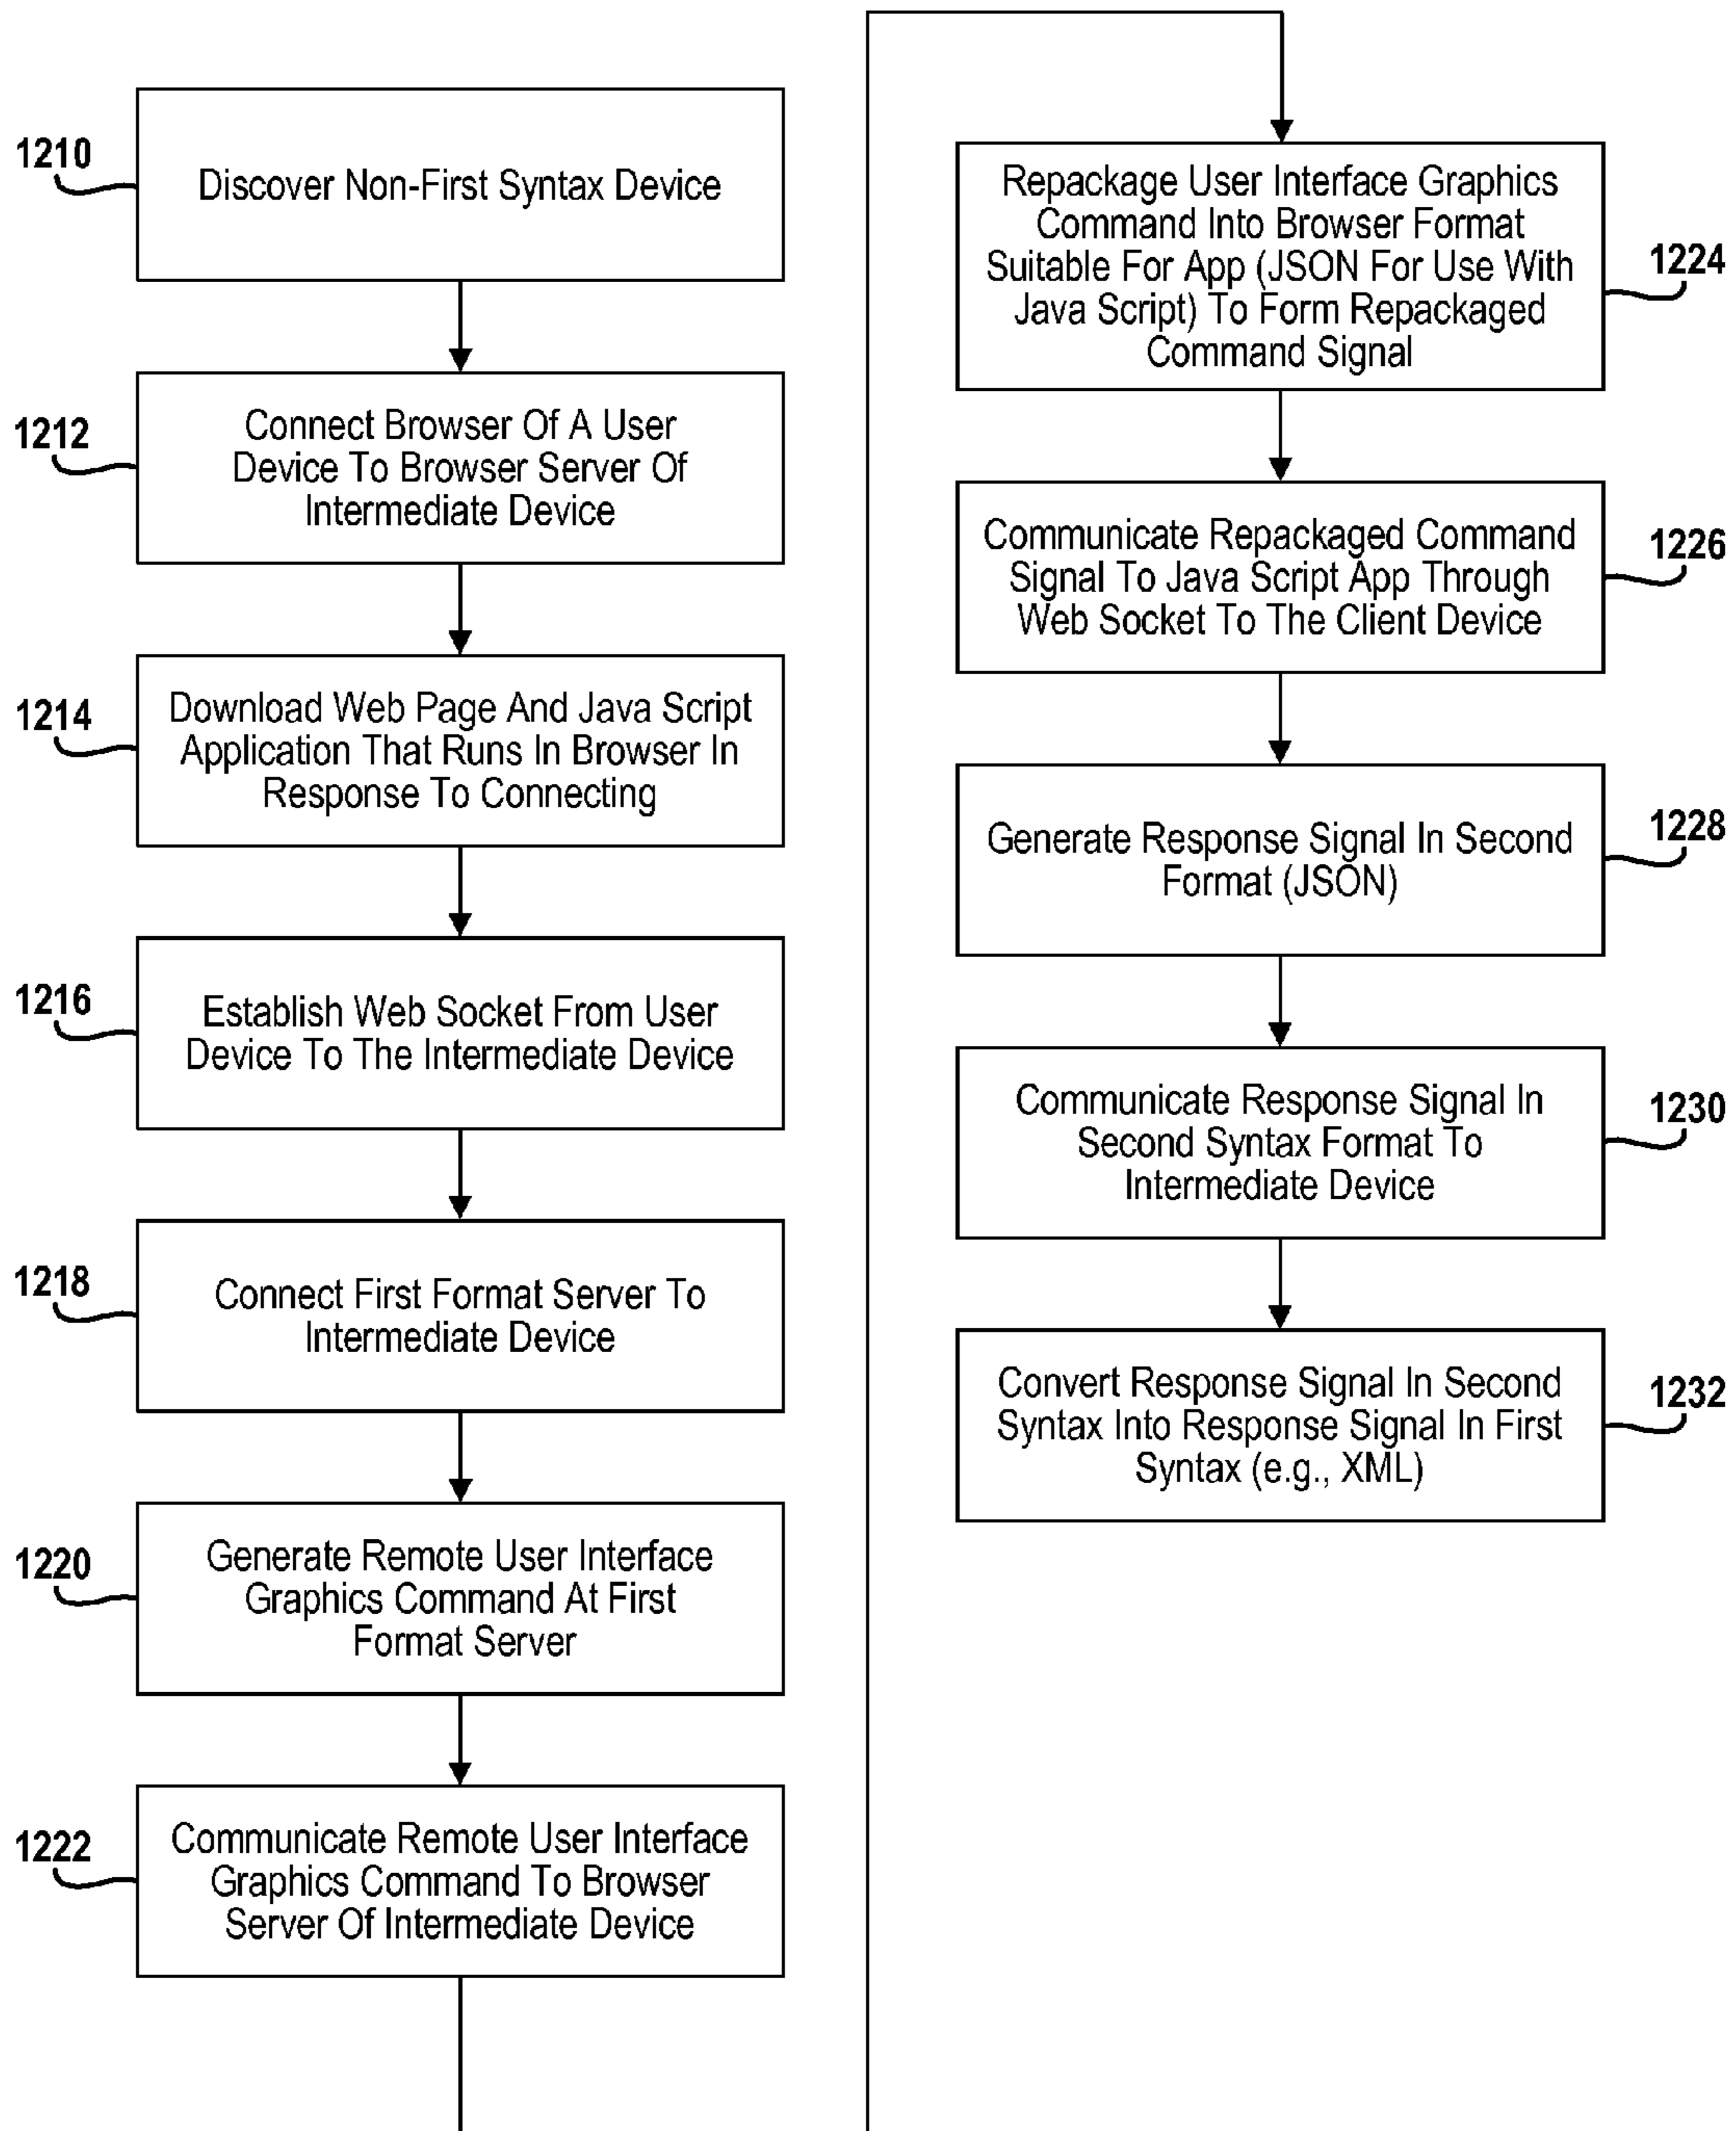 1210
Discover Non-First Syntax Device
1212
Connect Browser Of A User
Device To Browser Server Of
Intermediate Device
1214
Download Web Page And Java Script
Application That Runs In Browser In
Response To Connecting
1216
Establish Web Socket From User
Device To The Intermediate Device
1218
Connect First Format Server To
Intermediate Device
1220
Generate Remote User Interface
Graphics Command At First
Format Server
1222
Communicate Remote User Interface
Graphics Command To Browser
Server Of Intermediate Device
Repackage User Interface Graphics
Command Into Browser Format
Suitable For App (JSON For Use With
Java Script) To Form Repackaged
Command Signal
1224
Communicate Repackaged Command
Signal To Java Script App Through
Web Socket To The Client Device
1226
Generate Response Signal In Second
Format (JSON)
1228
Communicate Response Signal In
Second Syntax Format To
Intermediate Device
1230
Convert Response Signal In Second
Syntax Into Response Signal In First
Syntax (e.g., XML)
1232